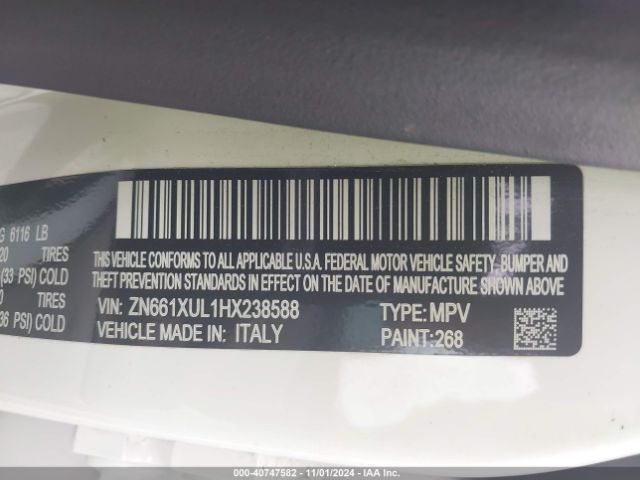 G 6116 LB
20 TIRES
(33 PSI) COLD
0 TIRES
(36 PSI) COLD
THIS VEHICLE CONFORMS TO ALL APPLICABLE U.S.A. FEDERAL MOTOR VEHICLE SAFETY, BUMPER AND
THEFT PREVENTION STANDARDS IN EFFECT ON THE DATE OF MANUFACTURE SHOWN ABOVE
VIN: ZN661XUL1HX238588 TYPE: MPV
VEHICLE MADE IN: ITALY PAINT: 268
000-40747582 - 11/01/2024 - IAA Inc.